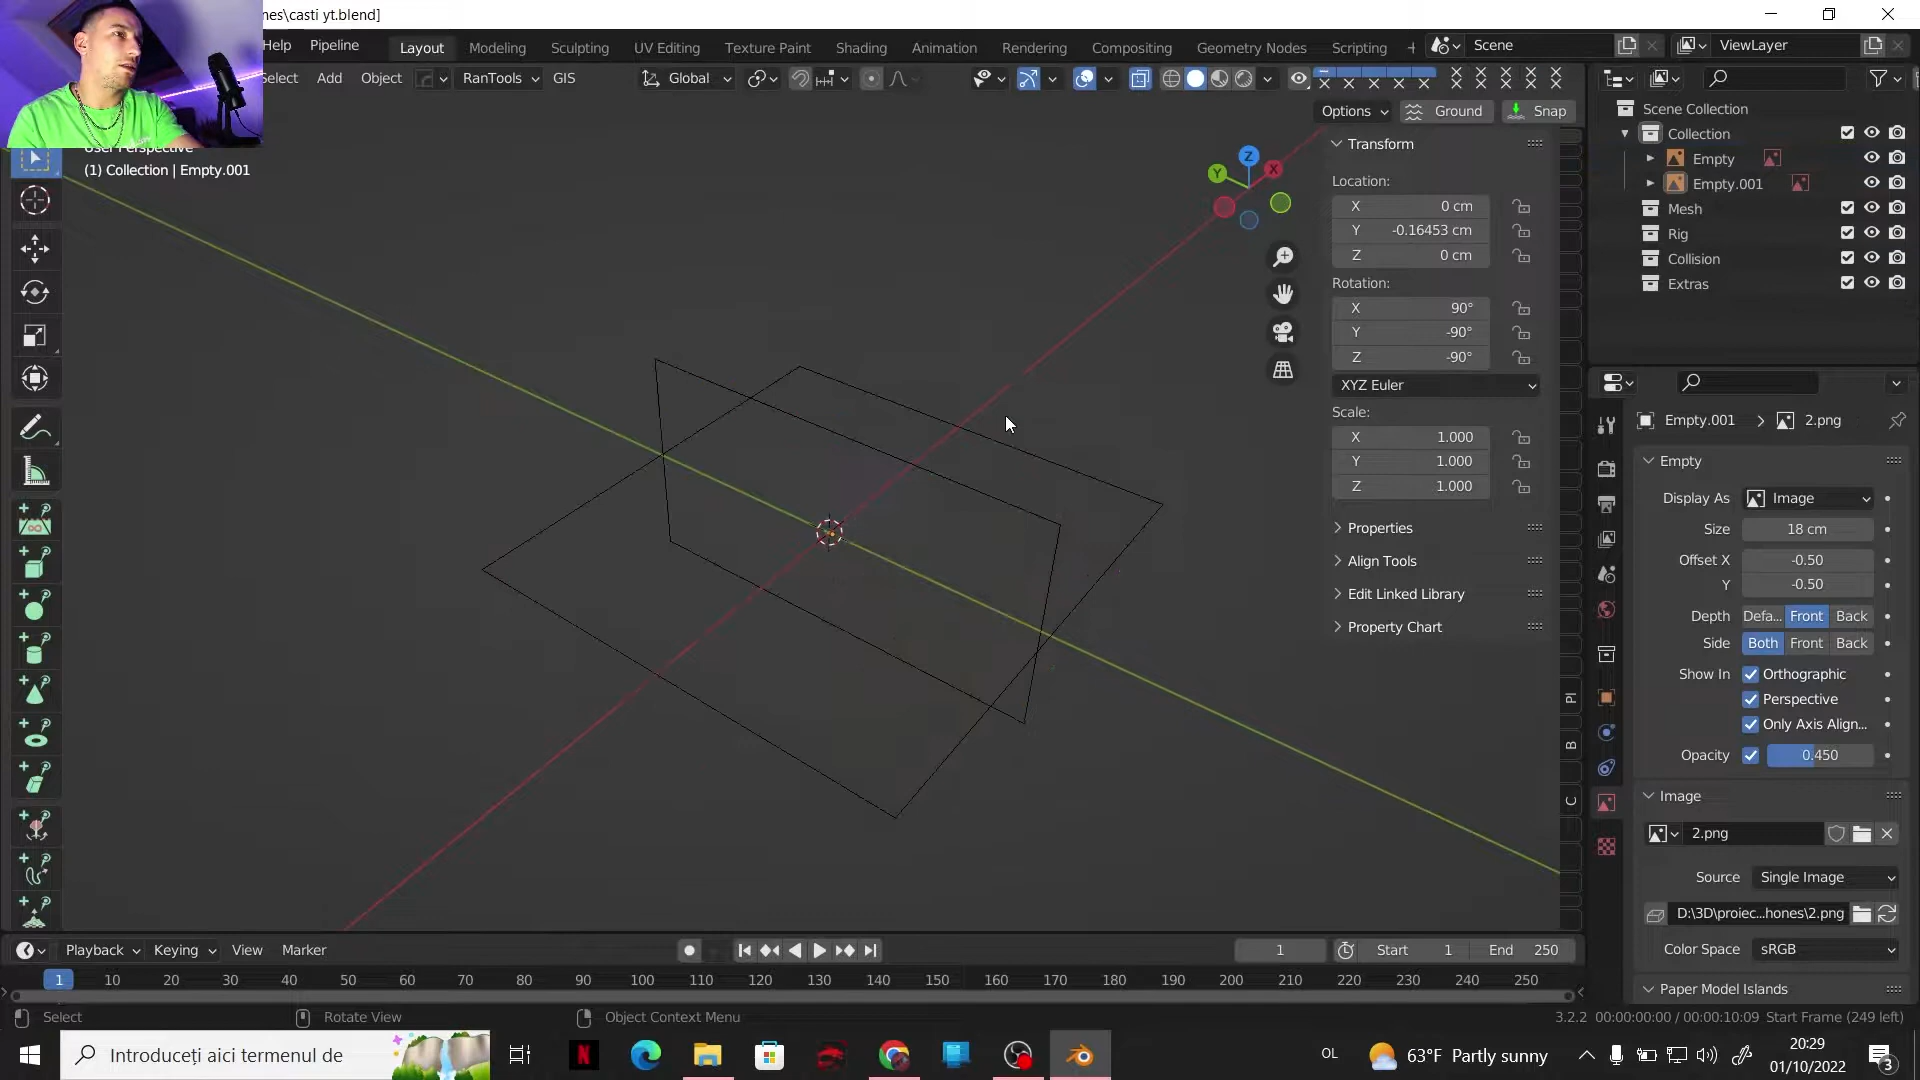 nes\casti yt.blend]
Help Pipeline Layout Modeling Sculpting UV Editing Texture Paint Shading Animation Rendering Compositing Geometry Nodes Scripting + Scene ViewLayer
Select Add Object RanTools GIS Global
Options Ground Snap
User Perspective
(1) Collection | Empty.001
Z
Y
X
Transform
Location:
X 0 cm
Y -0.16453 cm
Z 0 cm
Rotation:
X 90°
Y -90°
Z -90°
XYZ Euler
Scale:
X 1.000
Y 1.000
Z 1.000
Properties
Align Tools
Edit Linked Library
Property Chart
Pl
B
C
Scene Collection
Collection
Empty
Empty.001
Mesh
Rig
Collision
Extras
Empty.001 > 2.png
Empty
Display As Image
Size 18 cm
Offset X -0.50
Y -0.50
Depth Defa... Front Back
Side Both Front Back
Show In Orthographic
Perspective
Only Axis Align...
Opacity 0.450
Image
2.png
Source Single Image
D:\3D\proiec...hones\2.png
Color Space sRGB
Paper Model Islands
Playback Keying View Marker 1 Start 1 End 250
1 10 20 30 40 50 60 70 80 90 100 110 120 130 140 150 160 170 180 190 200 210 220 230 240 250
Select Rotate View Object Context Menu 3.2.2 00:00:00:00 / 00:00:10:09 Start Frame (249 left)
Introduceți aici termenul de
OL
63°F Partly sunny
20:29
01/10/2022
3